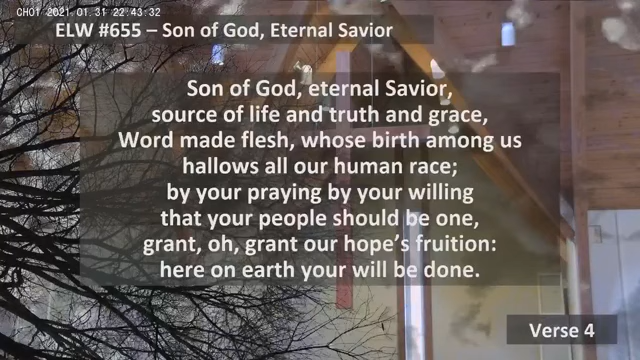 CH01 2021.01.31 22:43:32
ELW #655 – Son of God, Eternal Savior
Son of God, eternal Savior,
source of life and truth and grace,
Word made flesh, whose birth among us
hallows all our human race;
by your praying by your willing
that your people should be one,
grant, oh, grant our hope’s fruition:
here on earth your will be done.
Verse 4